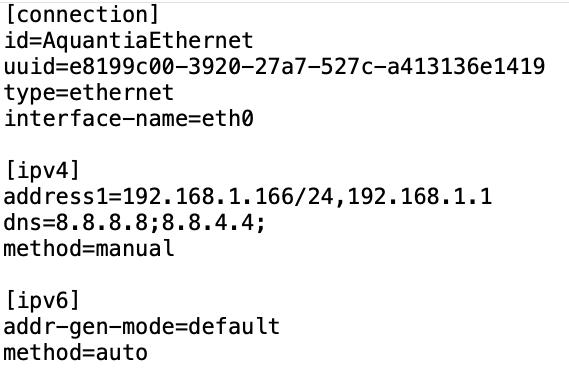 [connection]
id=AquantiaEthernet
uuid=e8199c00-3920-27a7-527c-a413136e1419
type=ethernet
interface-name=eth0

[ipv4]
address1=192.168.1.166/24,192.168.1.1
dns=8.8.8.8;8.8.4.4;
method=manual

[ipv6]
addr-gen-mode=default
method=auto